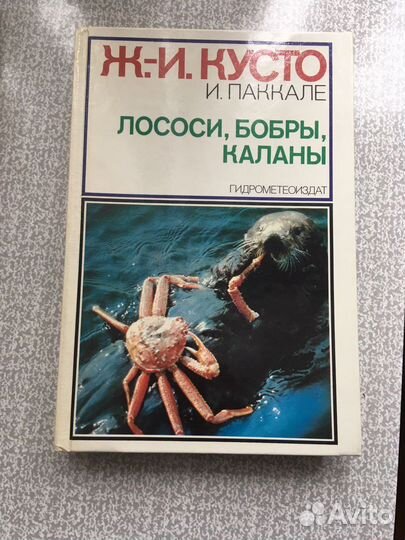 Ж.-И. КУСТО
И. ПАККАЛЕ
ЛОСОСИ, БОБРЫ,
КАЛАНЫ
ГИДРОМЕТЕОИЗДАТ
Avito